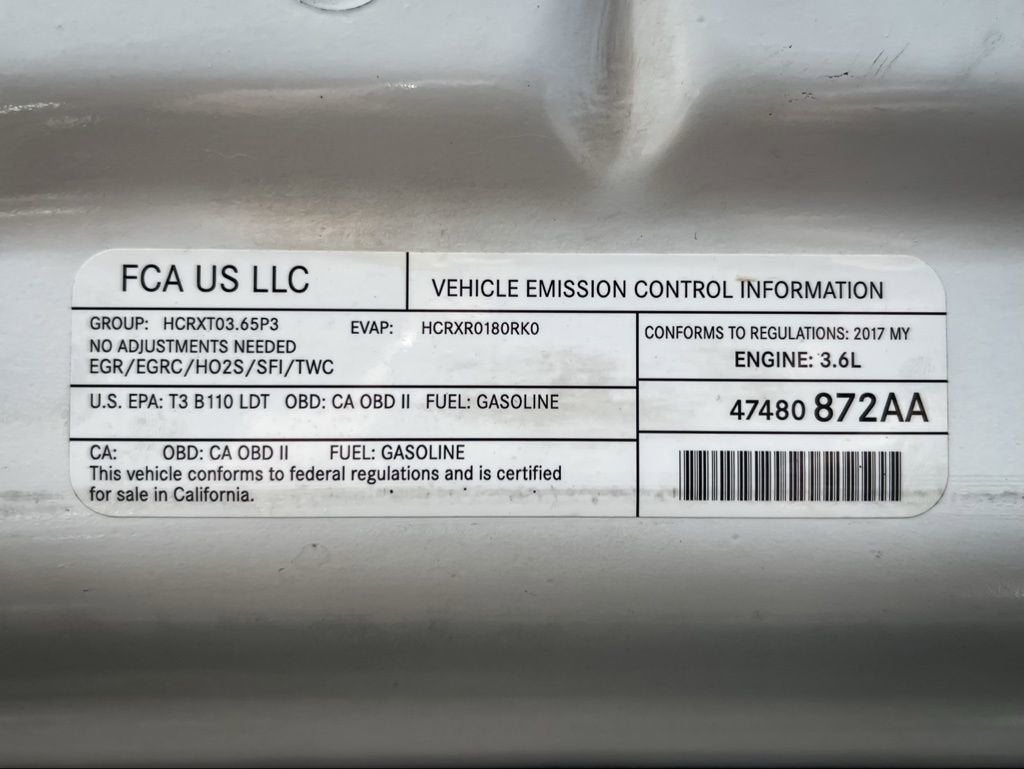 FCA US LLC
VEHICLE EMISSION CONTROL INFORMATION
GROUP: HCRXT03.65P3 EVAP: HCRXR0180RK0
NO ADJUSTMENTS NEEDED
EGR/EGRC/HO2S/SFI/TWC
CONFORMS TO REGULATIONS: 2017 MY
ENGINE: 3.6L
U.S. EPA: T3 B110 LDT OBD: CA OBD II FUEL: GASOLINE
47480 872AA
CA: OBD: CA OBD II FUEL: GASOLINE
This vehicle conforms to federal regulations and is certified
for sale in California.